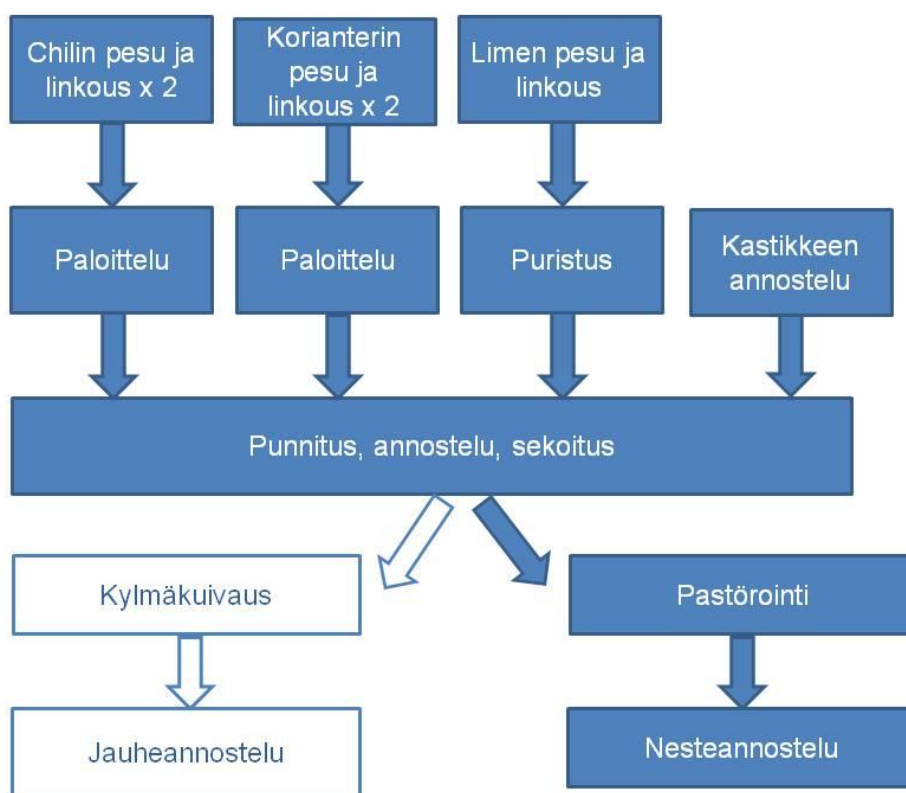 Chilin pesu ja
linkous x 2
Korianterin
pesu ja
linkous x 2
Limen pesu ja
linkous
Paloittelu
Paloittelu
Puristus
Kastikkeen
annostelu
Punnitus, annostelu, sekoitus
Kylmäkuivaus
Pastörointi
Jauheannostelu
Nesteannostelu